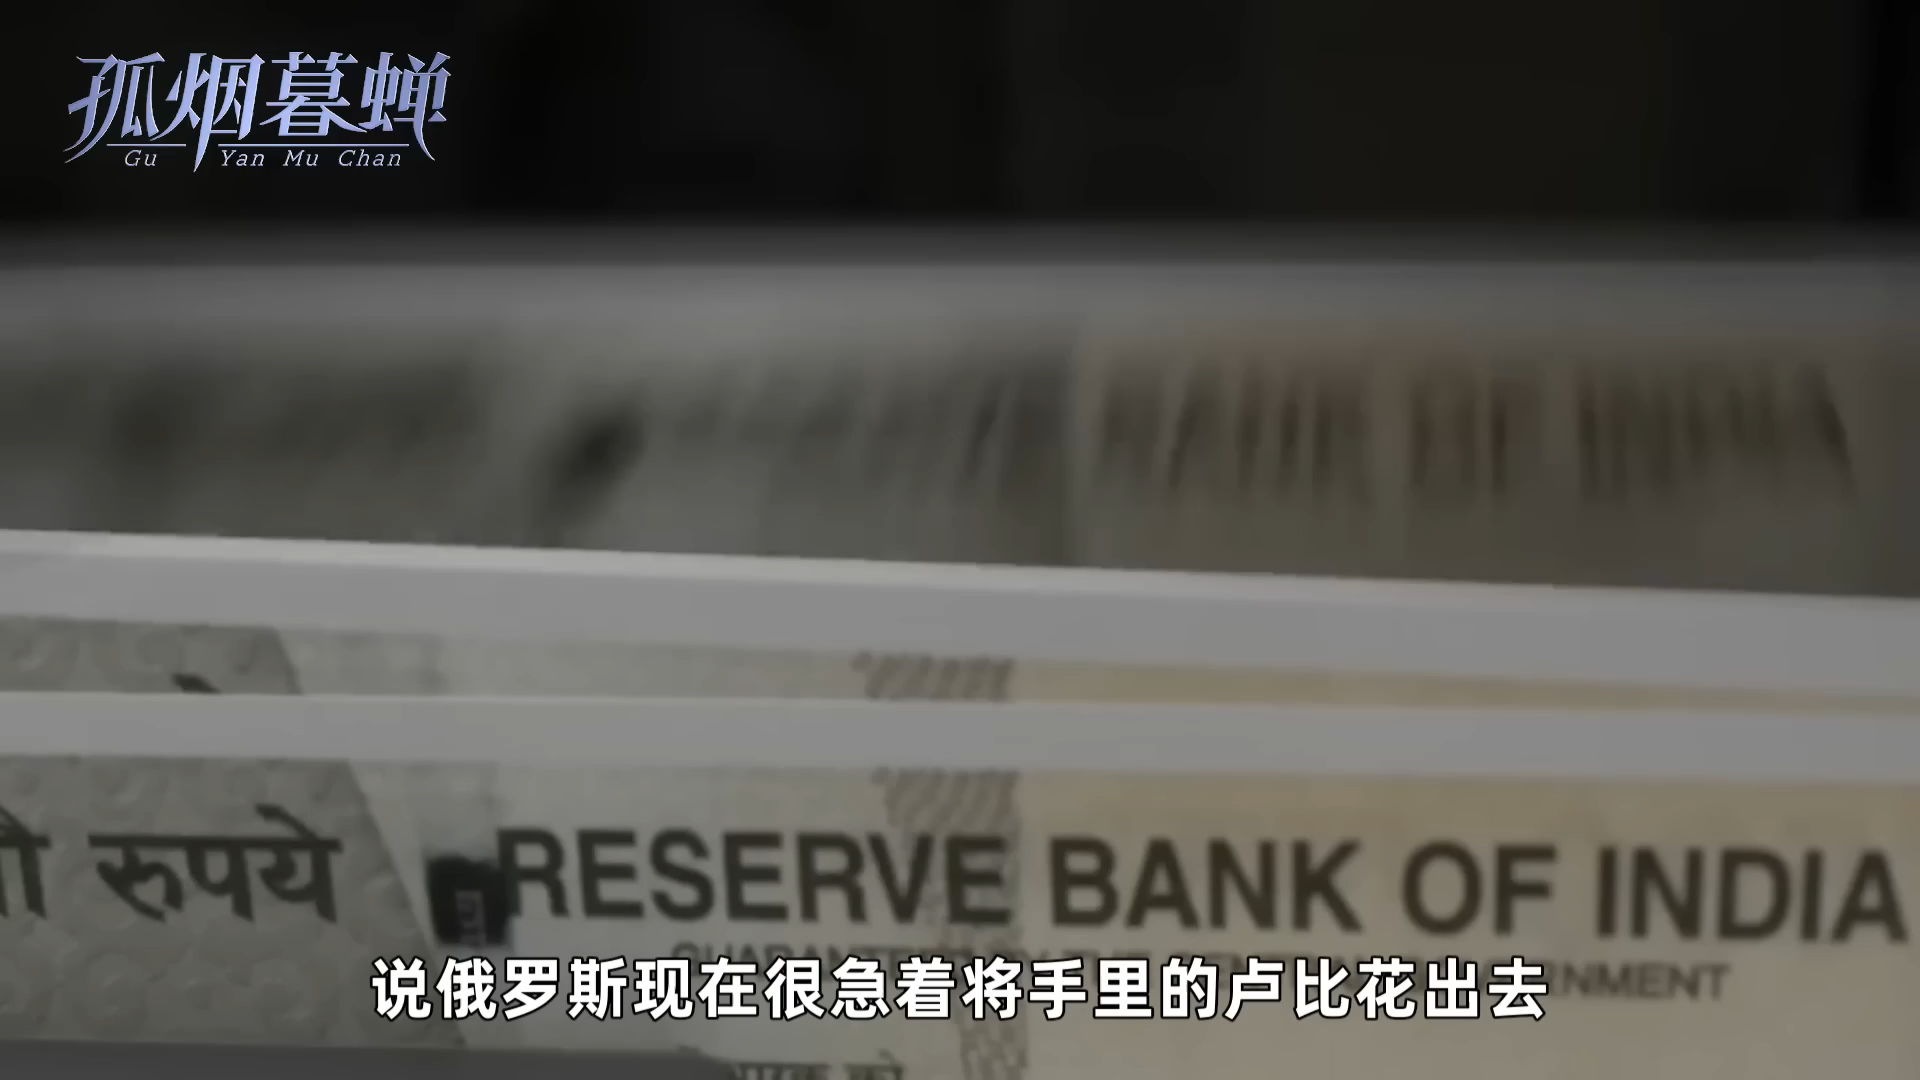 孤烟暮蝉
Gu Yan Mu Chan
रुपये
RESERVE BANK OF INDIA
说俄罗斯现在很急着将手里的卢比花出去